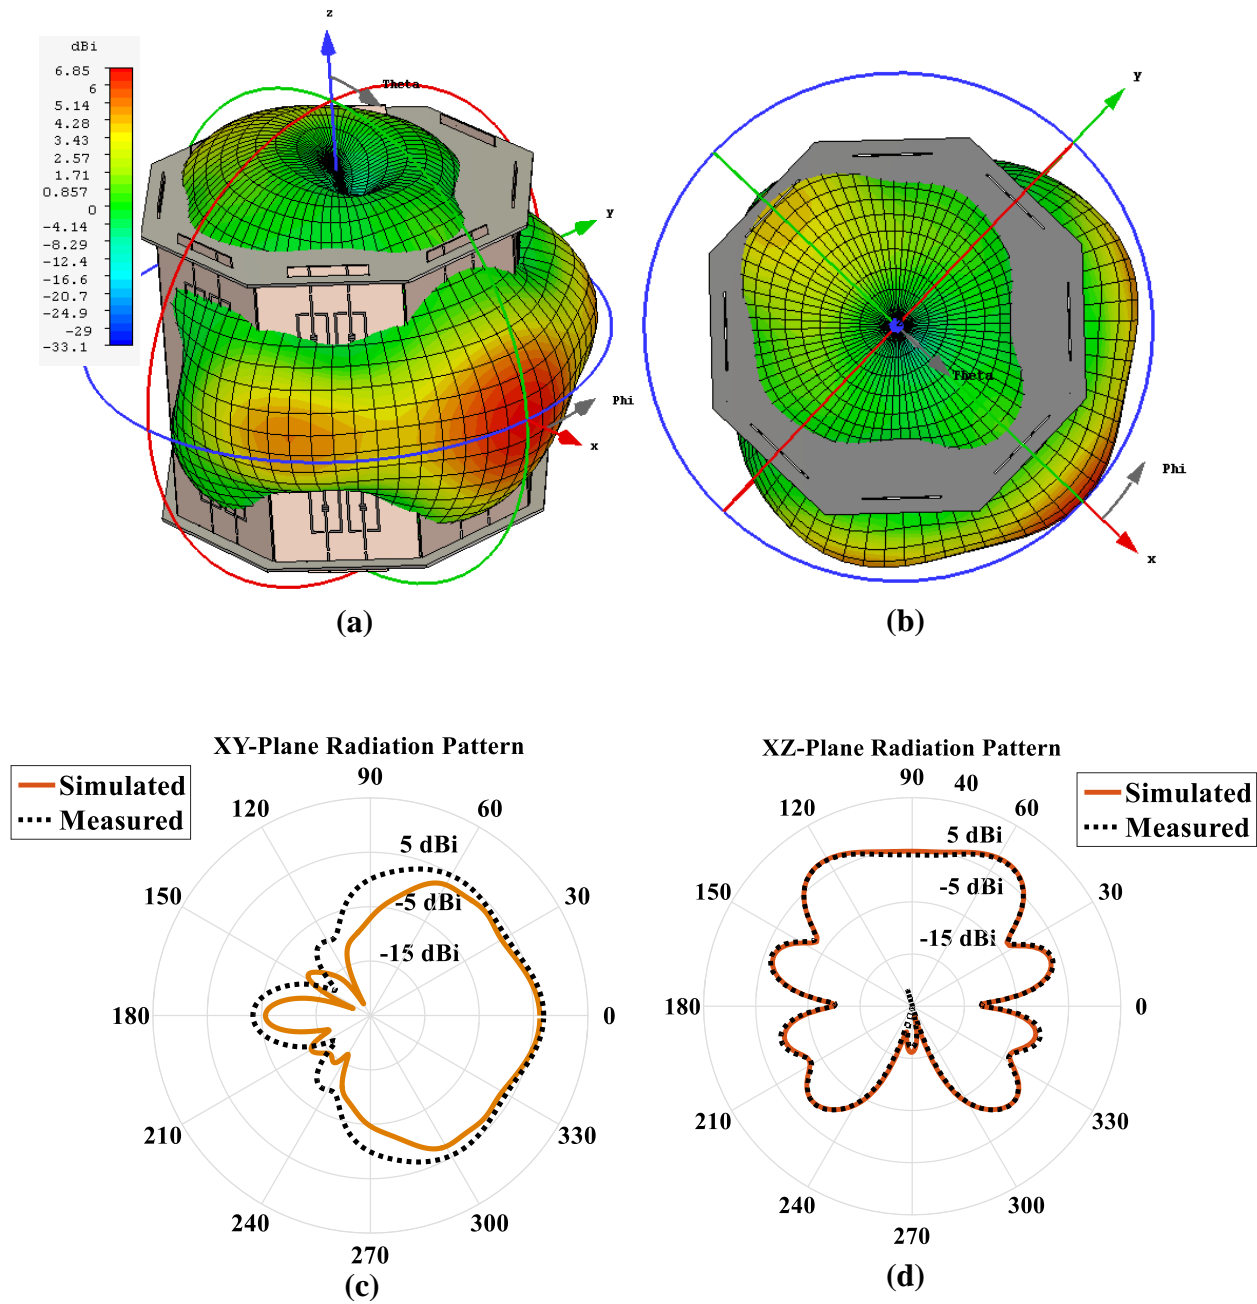 z
dBi
6.85
6
5.14
4.28
3.43
2.57
1.71
0.857
0
-4.14
-8.29
-12.4
-16.6
-20.7
-24.9
-29
-33.1
Theta
y
Phi
x
(a)
y
Theta
Phi
x
(b)
XY-Plane Radiation Pattern
Simulated
Measured
90
120
60
5 dBi
150
30
-5 dBi
-15 dBi
180
0
210
330
240
300
270
(c)
XZ-Plane Radiation Pattern
Simulated
Measured
90
40
120
60
5 dBi
150
30
-5 dBi
-15 dBi
180
0
210
330
240
300
270
(d)